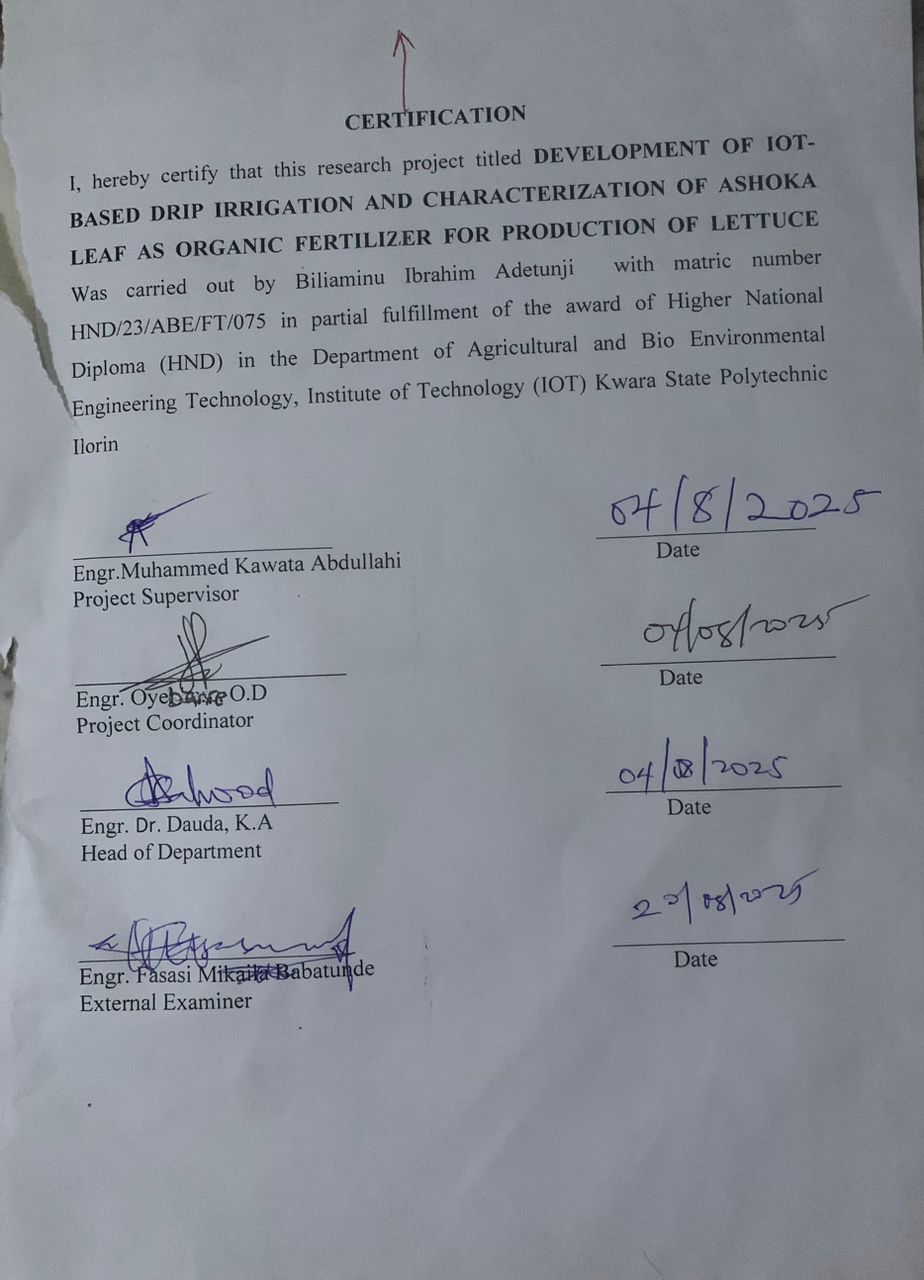 CERTIFICATION
I, hereby certify that this research project titled DEVELOPMENT OF IOT-
BASED DRIP IRRIGATION AND CHARACTERIZATION OF ASHOKA
LEAF AS ORGANIC FERTILIZER FOR PRODUCTION OF LETTUCE
Was carried out by Biliaminu Ibrahim Adetunji with matric number
HND/23/ABE/FT/075 in partial fulfillment of the award of Higher National
Diploma (HND) in the Department of Agricultural and Bio Environmental
Engineering Technology, Institute of Technology (IOT) Kwara State Polytechnic
Ilorin
04/8/2025
Engr.Muhammed Kawata Abdullahi Date
Project Supervisor
04/08/2025
Engr. O.D Date
Project Coordinator
04/08/2025
Engr. Dr. Dauda, K.A Date
Head of Department
/08/2025
Engr. Fasasi Mikaila Babatunde Date
External Examiner